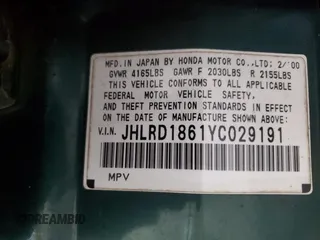 MFD. IN JAPAN BY HONDA MOTOR CO.,LTD; 2/'00
GVWR 4165LBS GAWR F 2030LBS R 2155LBS
THIS VEHICLE CONFORMS TO ALL APPLICABLE
FEDERAL MOTOR VEHICLE SAFETY,
AND THEFT PREVENTION STANDARDS IN EFFECT
ON THE DATE OF MANUFACTURE SHOWN ABOVE:
V.I.N. JHLRD1861YC029191
MPV
DREAMBID